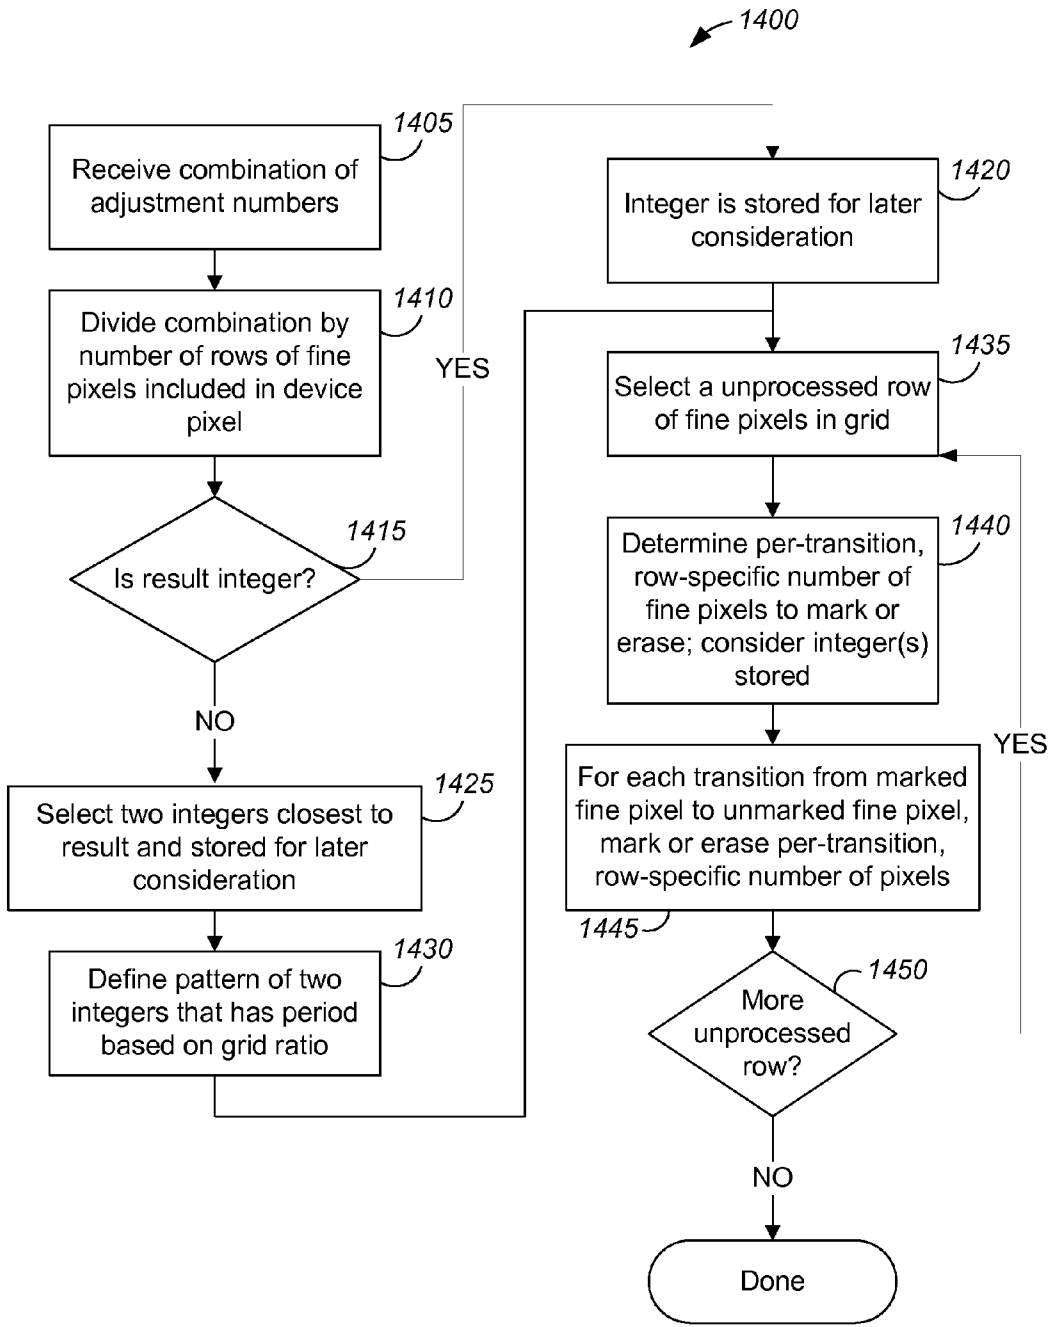 1400
1405
Receive combination of
adjustment numbers
1410
Divide combination by
number of rows of fine
pixels included in device
pixel
YES
1415
Is result integer?
NO
1425
Select two integers closest to
result and stored for later
consideration
1430
Define pattern of two
integers that has period
based on grid ratio
1420
Integer is stored for later
consideration
1435
Select a unprocessed row
of fine pixels in grid
1440
Determine per-transition,
row-specific number of
fine pixels to mark or
erase; consider integer(s)
stored
YES
For each transition from marked
fine pixel to unmarked fine pixel,
mark or erase per-transition,
row-specific number of pixels
1445
1450
More
unprocessed
row?
NO
Done